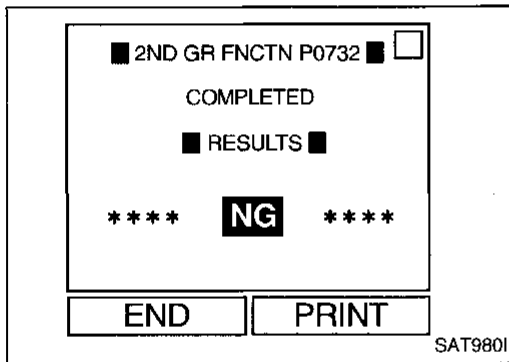 2ND GR FNCTN P0732
COMPLETED
RESULTS
**** NG ****
END PRINT
SAT980I